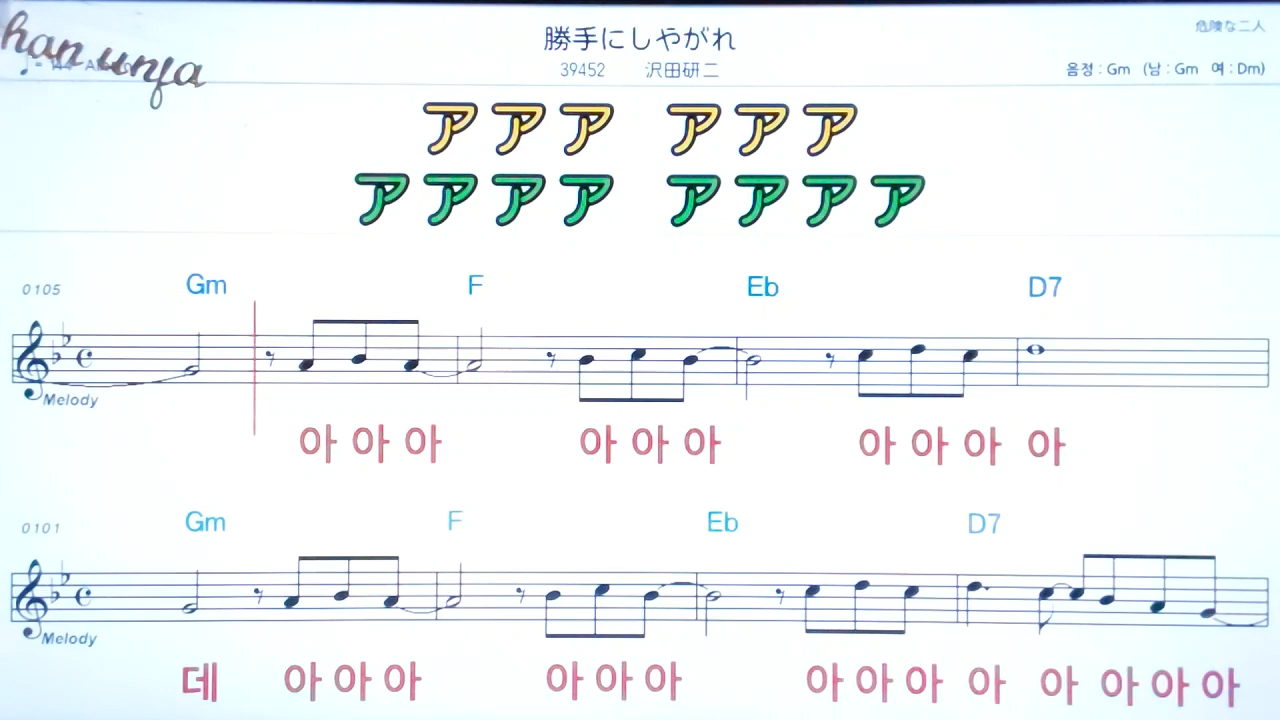 han unja
勝手にしやがれ
危険な二人
39452 沢田研二
음정 : Gm (남 : Gm 여 : Dm)
ア ア ア ア ア ア
ア ア ア ア ア ア ア ア
0105 Gm F Eb D7
Melody
아 아 아 아 아 아 아 아 아 아
0101 Gm F Eb D7
Melody
데 아 아 아 아 아 아 아 아 아 아 아 아 아 아